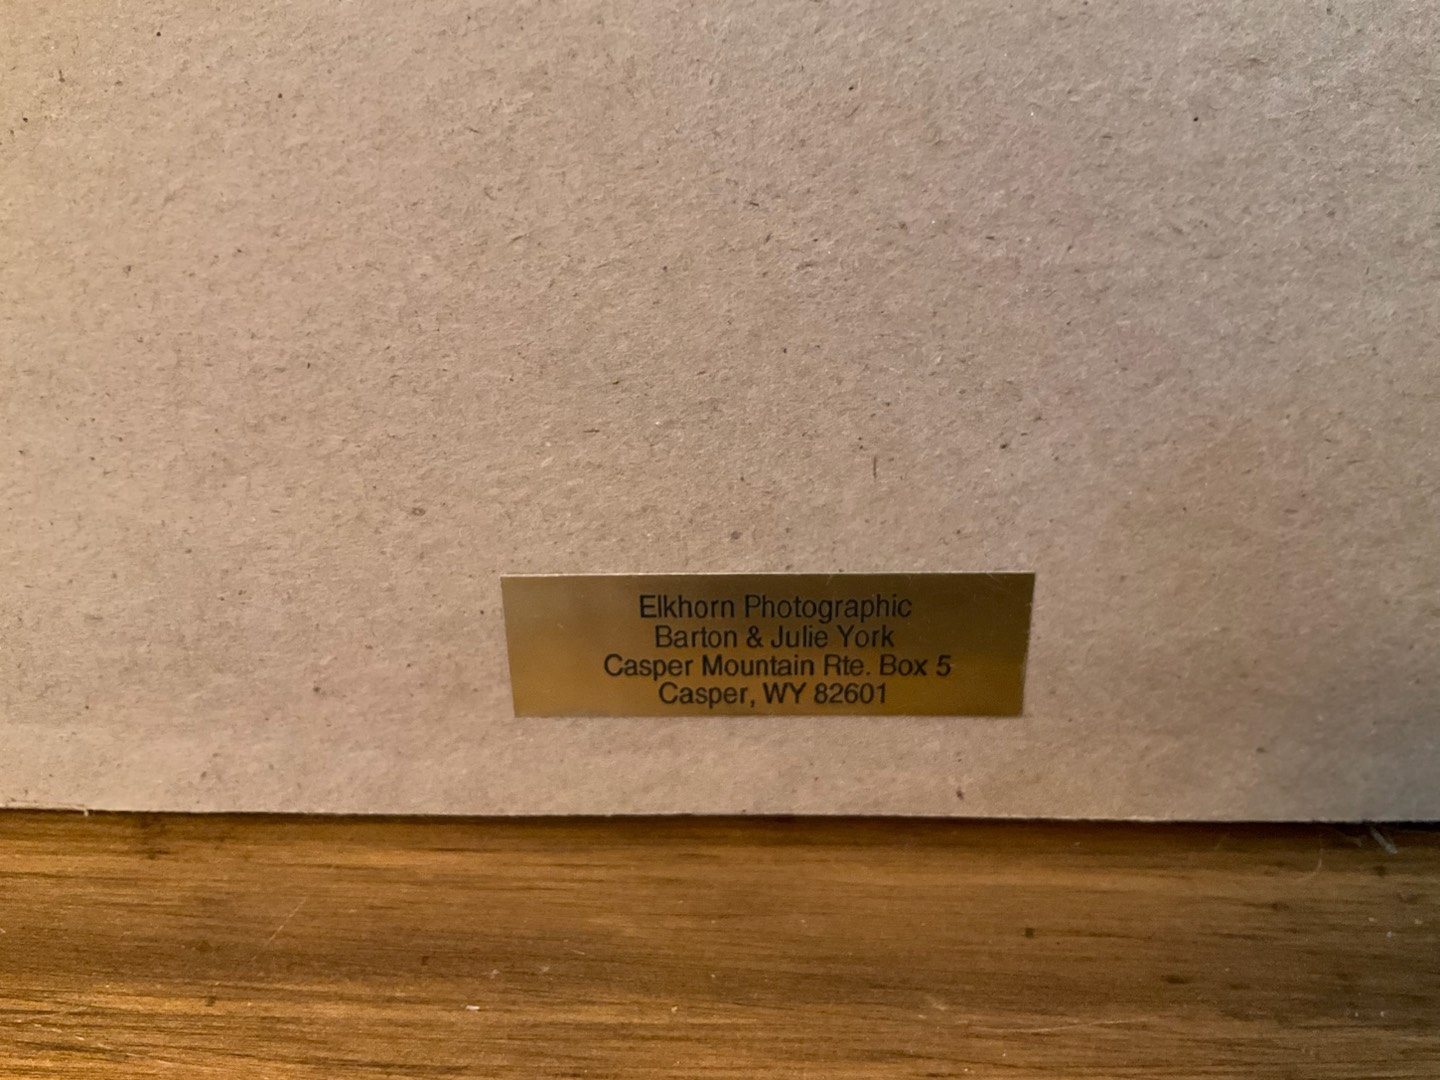 Elkhorn Photographic
Barton & Julie York
Casper Mountain Rte. Box 5
Casper, WY 82601